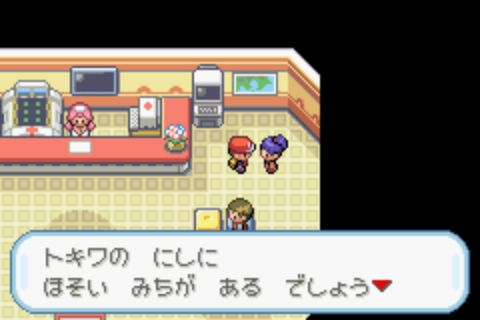 トキワの　にしに
ほそい　みちが　ある　でしょう